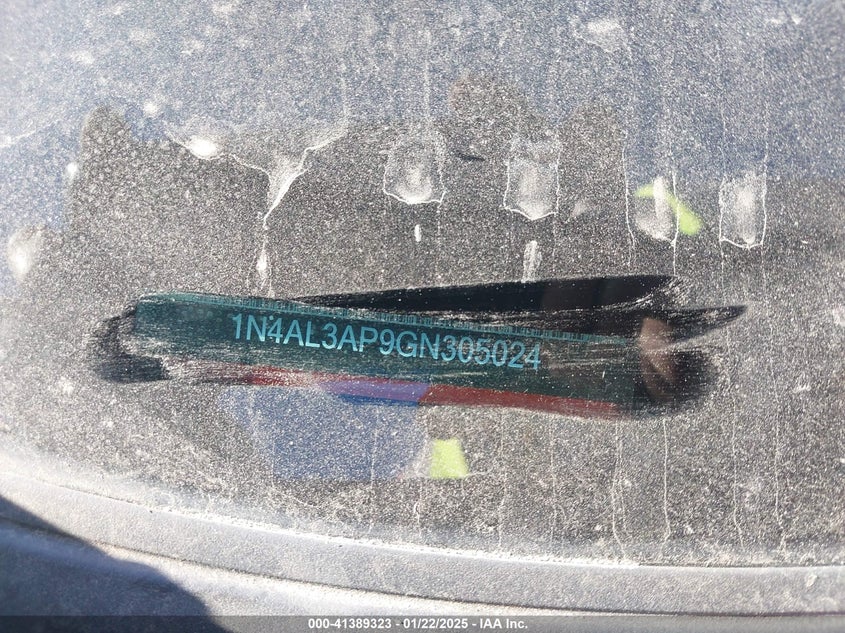 1N4AL3AP9GN305024
000-41389323 - 01/22/2025 - IAA Inc.